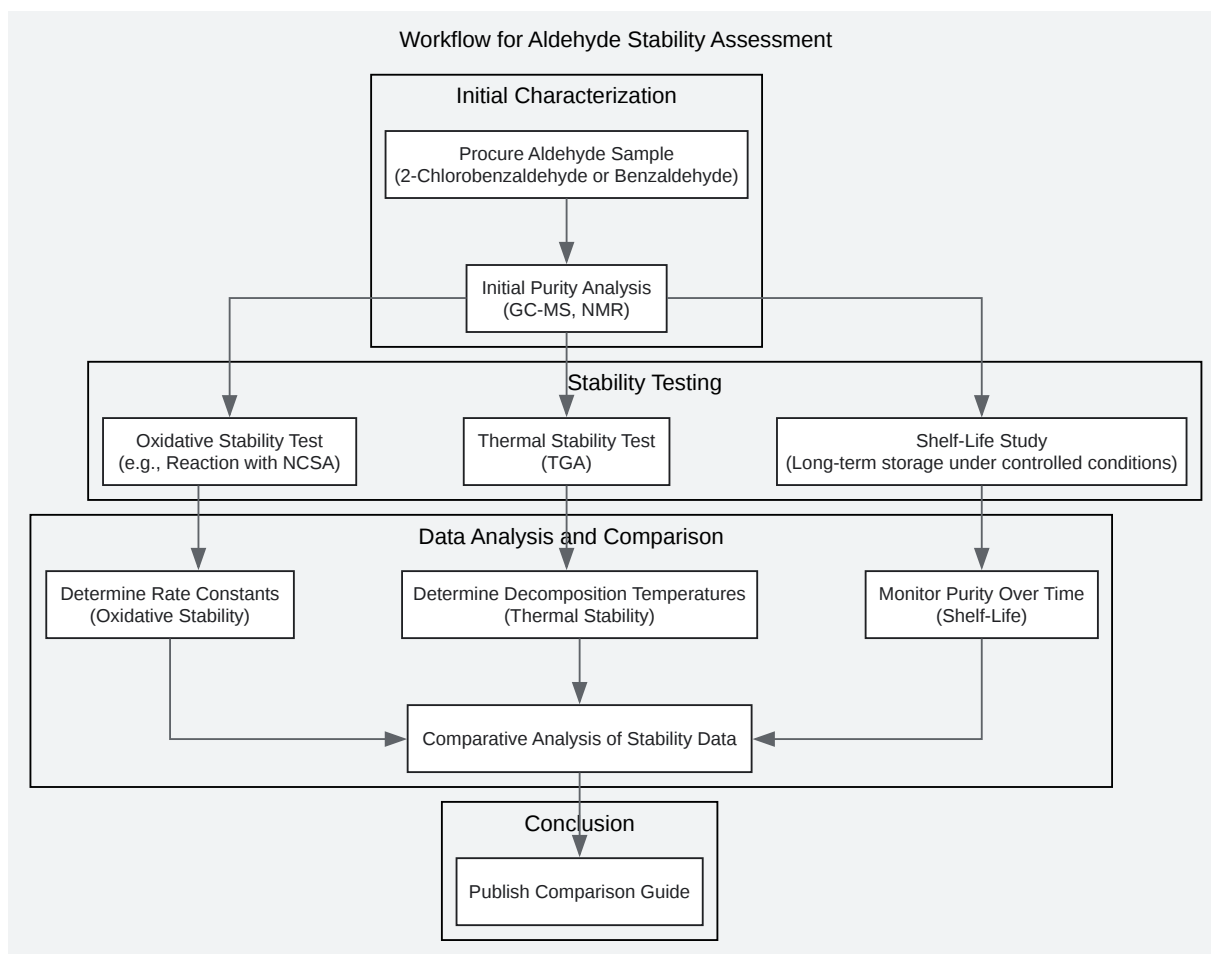 Workflow for Aldehyde Stability Assessment
Initial Characterization
Procure Aldehyde Sample
(2-Chlorobenzaldehyde or Benzaldehyde)
Initial Purity Analysis
(GC-MS, NMR)
Stability Testing
Oxidative Stability Test
(e.g., Reaction with NCSA)
Thermal Stability Test
(TGA)
Shelf-Life Study
(Long-term storage under controlled conditions)
Data Analysis and Comparison
Determine Rate Constants
(Oxidative Stability)
Determine Decomposition Temperatures
(Thermal Stability)
Monitor Purity Over Time
(Shelf-Life)
Comparative Analysis of Stability Data
Conclusion
Publish Comparison Guide